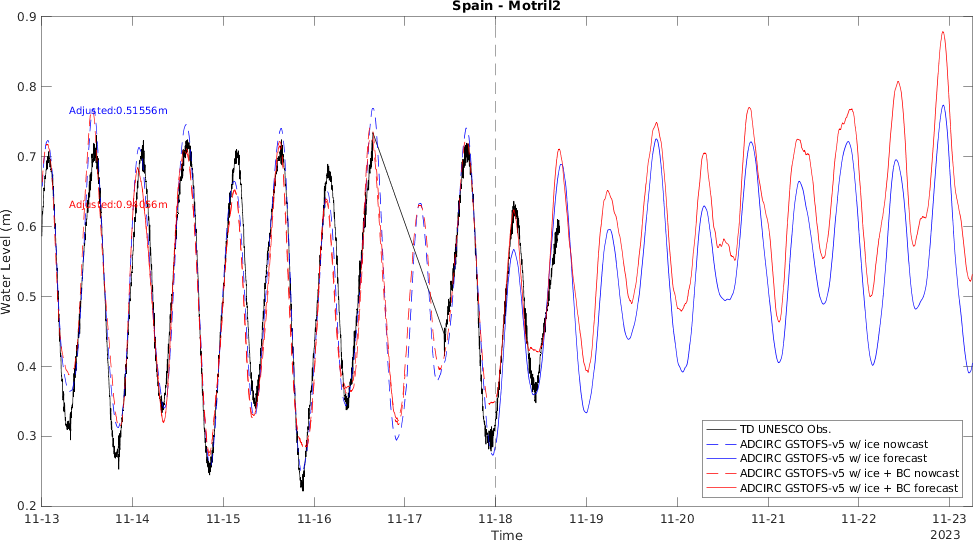 Spain - Motril2
0.9
0.8
0.7
0.6
0.5
0.4
0.3
0.2
Water Level (m)
Adjusted:0.51556m
TD UNESCO Obs.
ADCIRC GSTOFS-v5 w/ ice nowcast
ADCIRC GSTOFS-v5 w/ ice forecast
ADCIRC GSTOFS-v5 w/ ice + BC nowcast
ADCIRC GSTOFS-v5 w/ ice + BC forecast
11-13 11-14 11-15 11-16 11-17 11-18 11-19 11-20 11-21 11-22 11-23
2023
Time